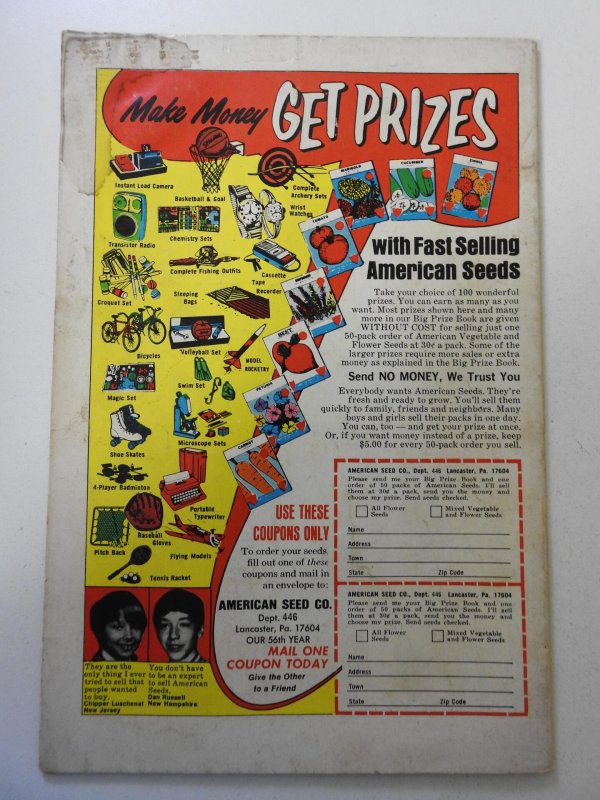 Make Money GET PRIZES
Instant Load Camera
Basketball & Goal
Complete
Archery Sets
Wrist
Watches
Transistor Radio
Chemistry Sets
Complete Fishing Outfits
Cassette
Tape
Recorder
Croquet Set
Sleeping
Bags
Bicycles
Volleyball Set
MODEL
ROCKETRY
Magic Set
Swim Set
Shoe Skates
Microscope Sets
4-Player Badminton
Portable
Typewriter
Baseball
Gloves
Pitch Back
Flying Models
Tennis Racket
MARIGOLD
CUCUMBER
ZINNIA
TOMATO
BEET
PETUNIA
CARROT
with Fast Selling
American Seeds
Take your choice of 100 wonderful
prizes. You can earn as many as you
want. Most prizes shown here and many
more in our Big Prize Book are given
WITHOUT COST for selling just one
50-pack order of American Vegetable and
Flower Seeds at 30¢ a pack. Some of the
larger prizes require more sales or extra
money as explained in the Big Prize Book.
Send NO MONEY, We Trust You
Everybody wants American Seeds. They're
fresh and ready to grow. You'll sell them
quickly to family, friends and neighbors. Many
boys and girls sell their packs in one day.
You can, too — and get your prize at once.
Or, if you want money instead of a prize, keep
$5.00 for every 50-pack order you sell.
USE THESE
COUPONS ONLY
To order your seeds,
fill out one of these
coupons and mail in
an envelope to:
AMERICAN SEED CO.
Dept. 446
Lancaster, Pa. 17604
OUR 56th YEAR
MAIL ONE
COUPON TODAY
Give the Other
to a Friend
AMERICAN SEED CO., Dept. 446 Lancaster, Pa. 17604
Please send me your Big Prize Book and one
order of 50 packs of American Seeds. I'll sell
them at 30¢ a pack, send you the money and
choose my prize. Send seeds checked.
All Flower
Seeds
Mixed Vegetable
and Flower Seeds
Name
Address
Town
State Zip Code
AMERICAN SEED CO., Dept. 446, Lancaster, Pa. 17604
Please send me your Big Prize Book and one
order of 50 packs of American Seeds. I'll sell
them at 30¢ a pack, send you the money and
choose my prize. Send seeds checked.
All Flower
Seeds
Mixed Vegetable
and Flower Seeds
Name
Address
Town
State Zip Code
They are the
only thing I ever
tried to sell that
people wanted
to buy.
Chipper Luschenat
New Jersey
You don't have
to be an expert
to sell American
Seeds.
Dan Russell
New Hampshire